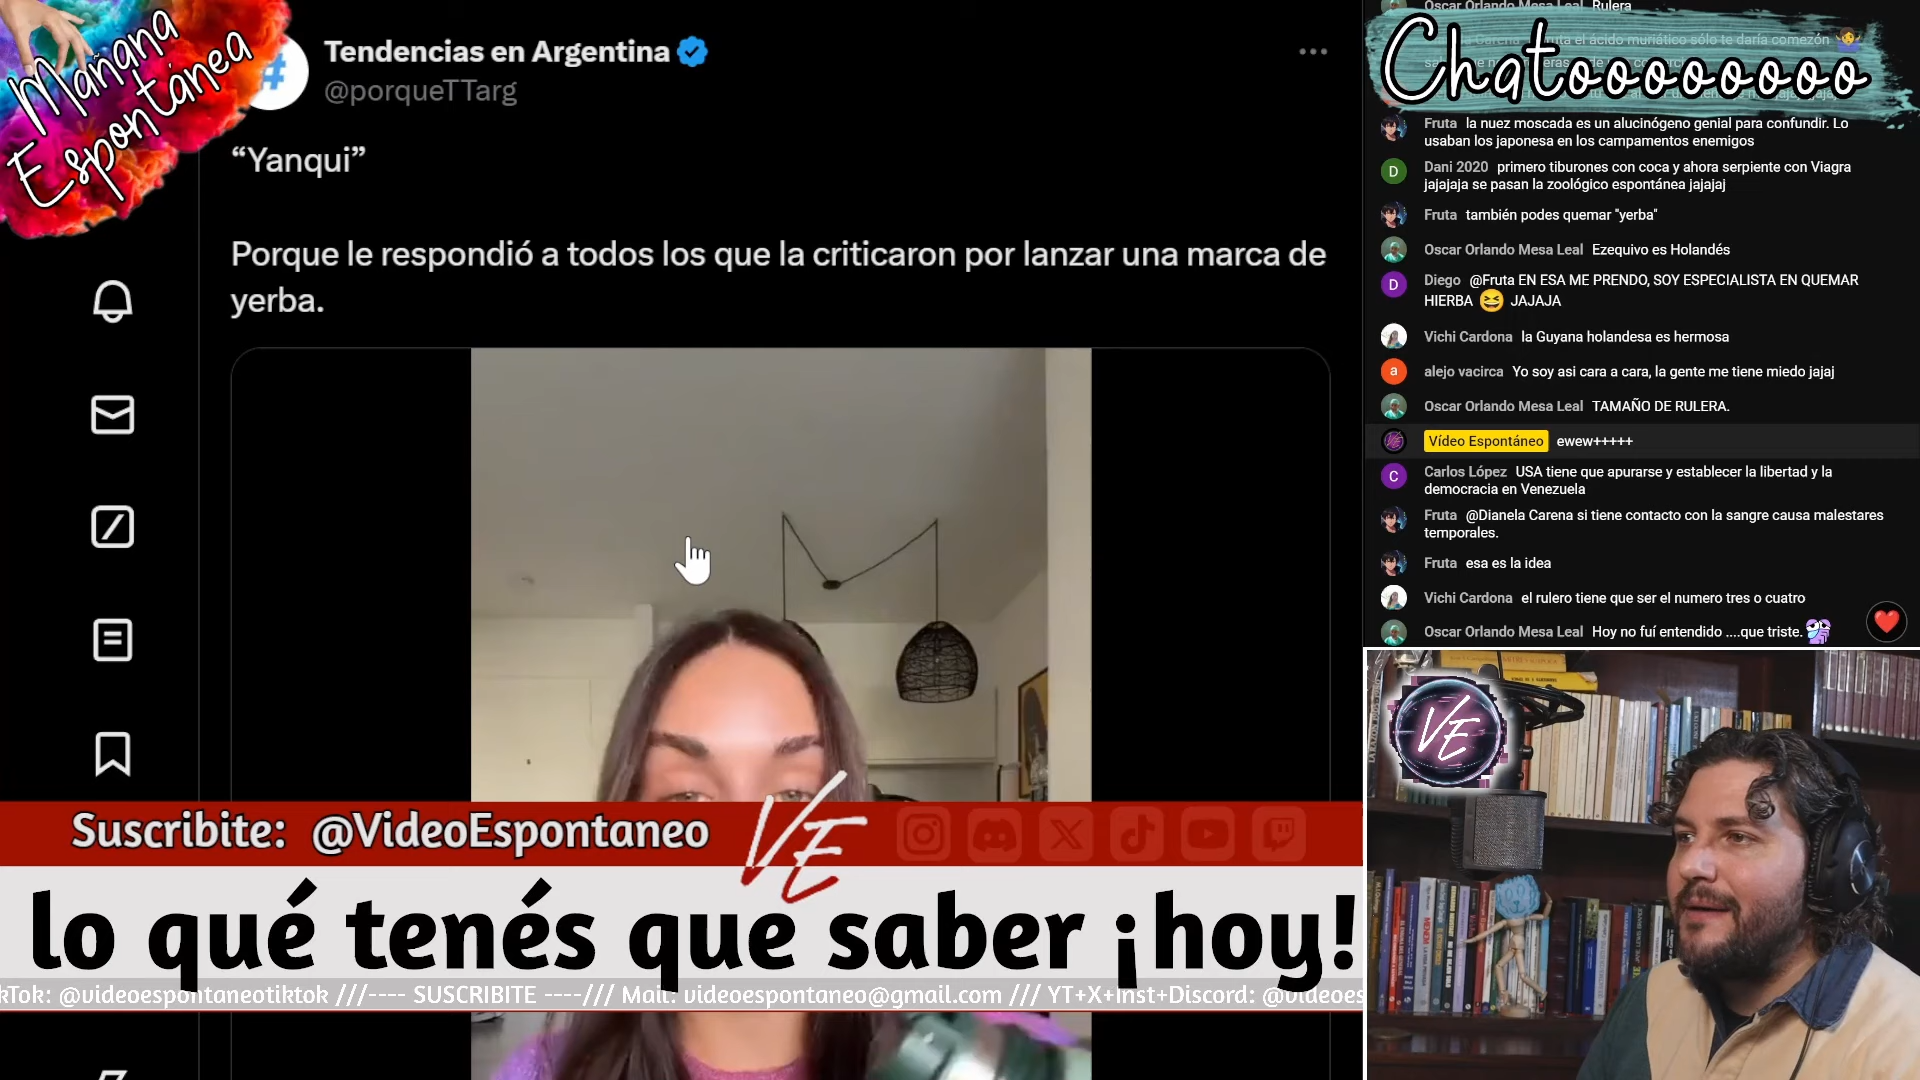 Mañana
Espontánea
Tendencias en Argentina
@porqueTTarg
“Yanqui”
Porque le respondió a todos los que la criticaron por lanzar una marca de
yerba.
Suscribite: @VideoEspontaneo
VE
lo qué tenés que saber ¡hoy!
kTok: @videoespontaneotiktok ///---- SUSCRIBITE ----/// Mail: videoespontaneo@gmail.com /// YT+X+Inst+Discord: @videoes
Oscar Orlando Mesa Leal Rulera
Chatooooooooo
Fruta la nuez moscada es un alucinógeno genial para confundir. Lo
usaban los japonesa en los campamentos enemigos
D Dani 2020 primero tiburones con coca y ahora serpiente con Viagra
jajajaja se pasan la zoológico espontánea jajajaj
Fruta también podes quemar "yerba"
Oscar Orlando Mesa Leal Ezequivo es Holandés
D Diego @Fruta EN ESA ME PRENDO, SOY ESPECIALISTA EN QUEMAR
HIERBA 😆 JAJAJA
Vichi Cardona la Guyana holandesa es hermosa
a alejo vacirca Yo soy asi cara a cara, la gente me tiene miedo jajaj
Oscar Orlando Mesa Leal TAMAÑO DE RULERA.
Vídeo Espontáneo ewew+++++
C Carlos López USA tiene que apurarse y establecer la libertad y la
democracia en Venezuela
Fruta @Dianela Carena si tiene contacto con la sangre causa malestares
temporales.
Fruta esa es la idea
Vichi Cardona el rulero tiene que ser el numero tres o cuatro
Oscar Orlando Mesa Leal Hoy no fuí entendido ....que triste.
VE